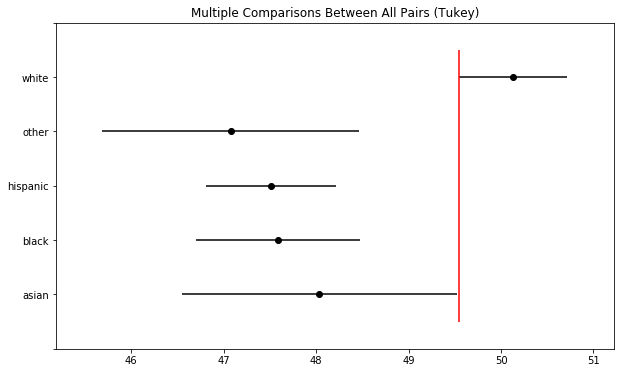 Multiple Comparisons Between All Pairs (Tukey)
white
other
hispanic
black
asian
46 47 48 49 50 51